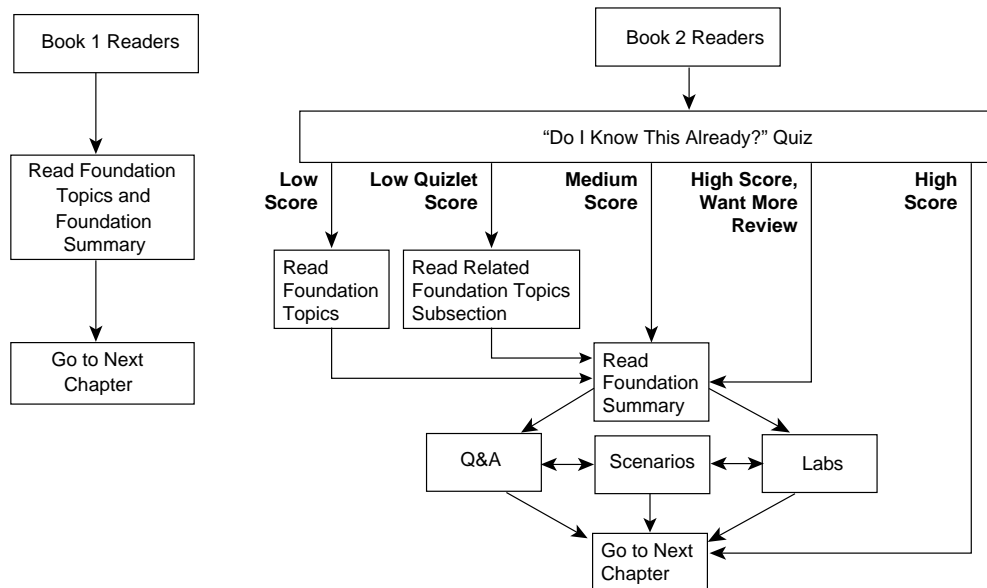 Book 1 Readers
Read Foundation
Topics and
Foundation
Summary
Go to Next
Chapter
Book 2 Readers
“Do I Know This Already?” Quiz
Low
Score
Low Quizlet
Score
Medium
Score
High Score,
Want More
Review
High
Score
Read
Foundation
Topics
Read Related
Foundation Topics
Subsection
Read
Foundation
Summary
Q&A
Scenarios
Labs
Go to Next
Chapter